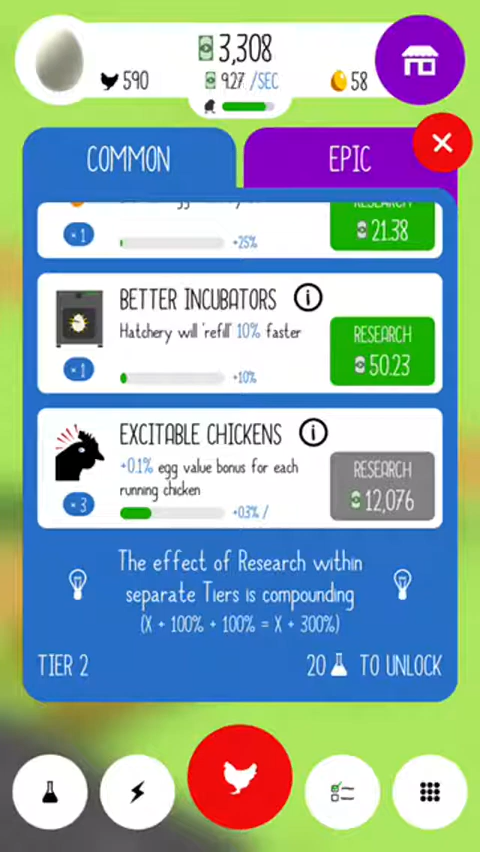 3,308
590
9.27 /SEC
58
COMMON
EPIC
RESEARCH
21.38
×1
+25%
BETTER INCUBATORS
Hatchery will 'refill' 10% faster
RESEARCH
50.23
×1
+10%
EXCITABLE CHICKENS
+0.1% egg value bonus for each
running chicken
RESEARCH
12,076
×3
+0.3% /
The effect of Research within
separate Tiers is compounding
(X + 100% + 100% = X + 300%)
TIER 2
20 TO UNLOCK